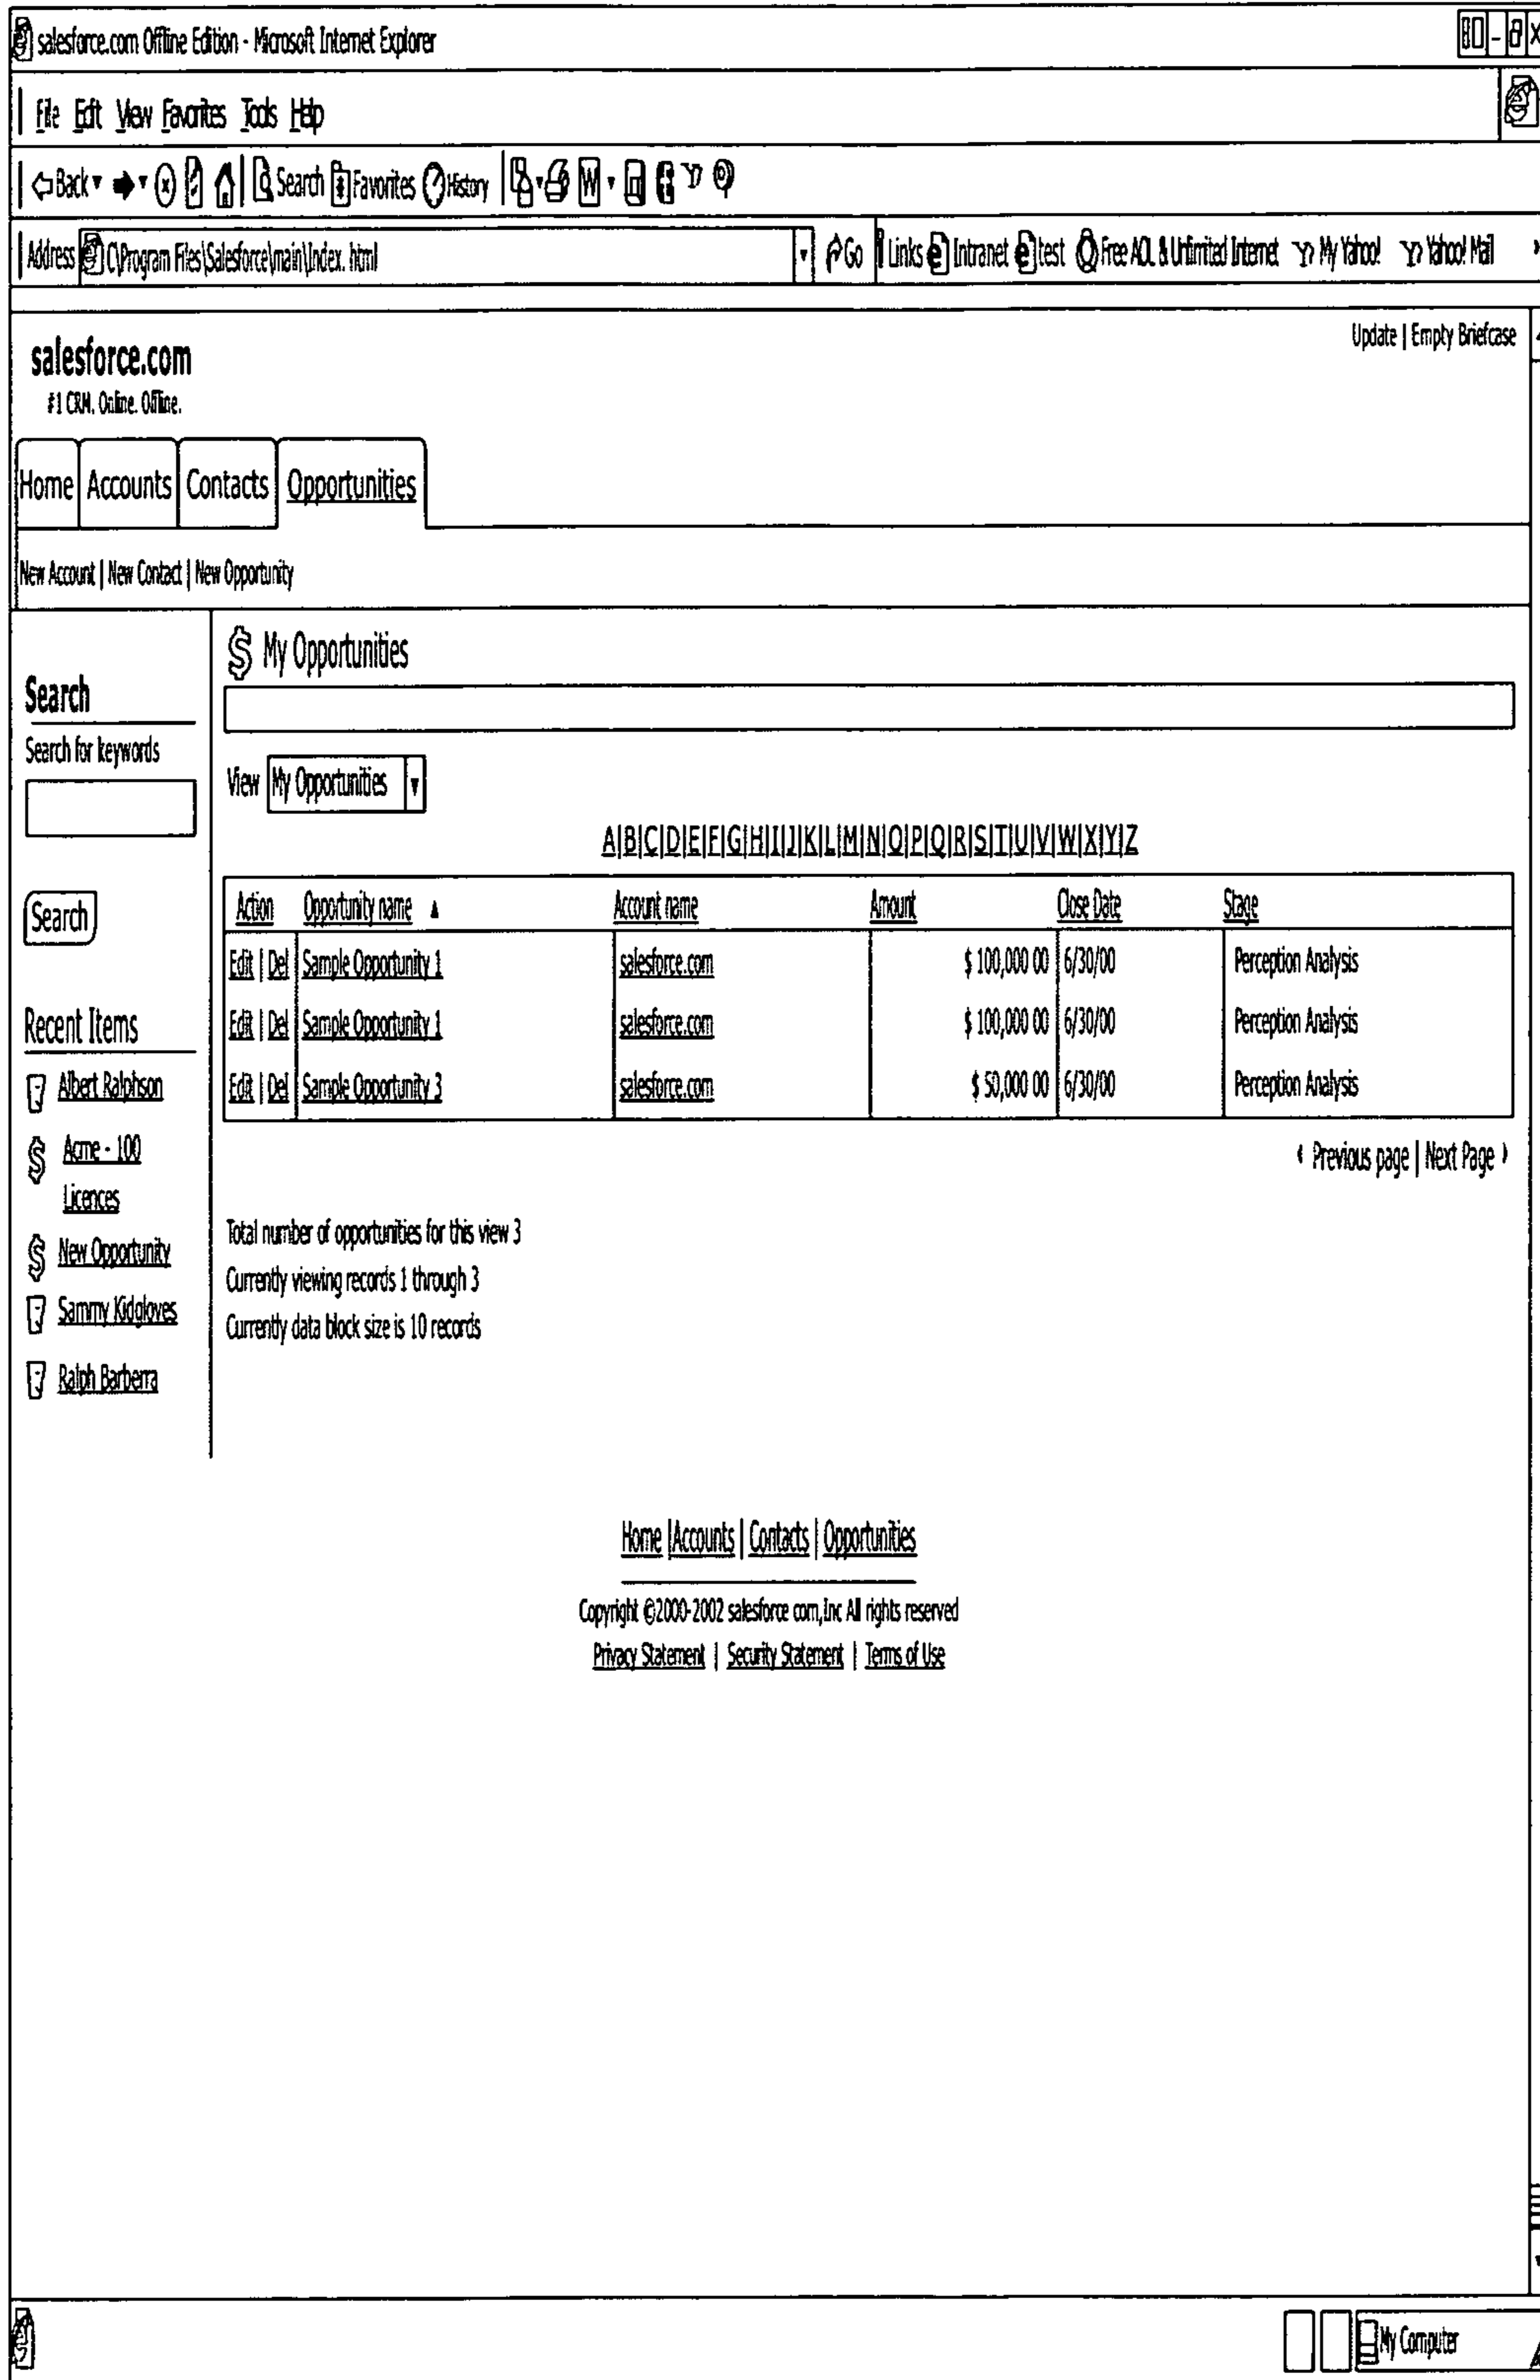 salesforce.com Offline Edition - Microsoft Internet Explorer
File Edit View Favorites Tools Help
Back Search Favorites History W
Address C\Program Files\Salesforce\main\Index. html Go Links Intranet test Free AOL & Unlimited Internet My Yahoo! Yahoo! Mail
Update | Empty Briefcase
salesforce.com
#1 CRM. Online. Offline.
Home Accounts Contacts Opportunities
New Account | New Contact | New Opportunity
$ My Opportunities
Search
Search for keywords
View My Opportunities
A|B|C|D|E|F|G|H|I|J|K|L|M|N|O|P|Q|R|S|T|U|V|W|X|Y|Z
Search
Action Opportunity name ▲ Account name Amount Close Date Stage
Edit | Del Sample Opportunity 1 salesforce.com $ 100,000 00 6/30/00 Perception Analysis
Edit | Del Sample Opportunity 1 salesforce.com $ 100,000 00 6/30/00 Perception Analysis
Edit | Del Sample Opportunity 3 salesforce.com $ 50,000 00 6/30/00 Perception Analysis
Previous page | Next Page
Recent Items
Albert Ralphson
$ Acme - 100
Licences
$ New Opportunity
Sammy Kidgloves
Ralph Barberra
Total number of opportunities for this view 3
Currently viewing records 1 through 3
Currently data block size is 10 records
Home | Accounts | Contacts | Opportunities
Copyright ©2000-2002 salesforce com,Inc All rights reserved
Privacy Statement | Security Statement | Terms of Use
My Computer